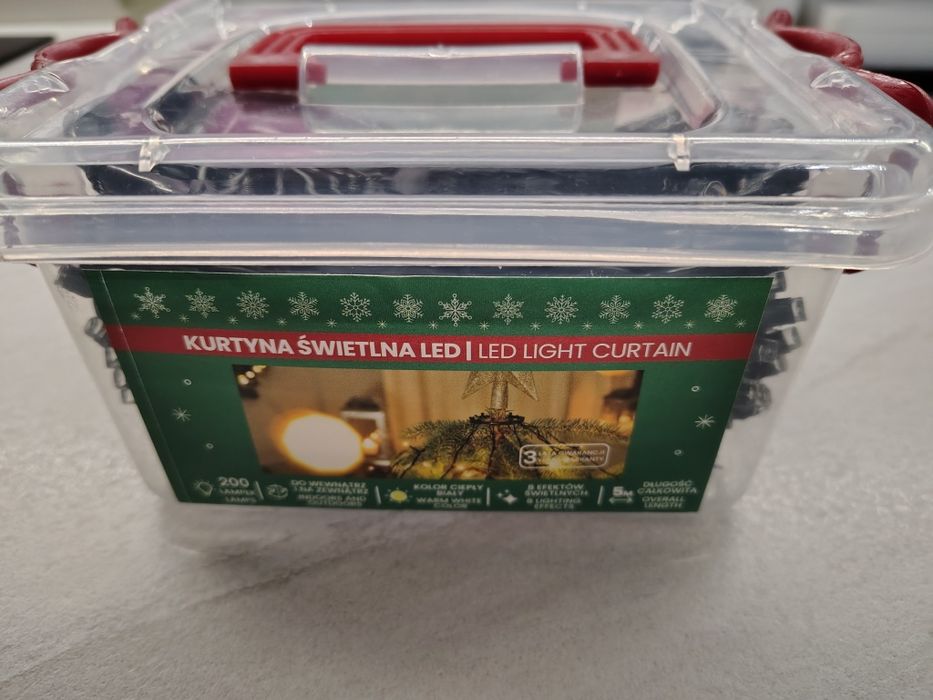 KURTYNA ŚWIETLNA LED | LED LIGHT CURTAIN
3 LATA GWARANCJI
WARRANTY
200
LAMPEK
LAMPS
DO WEWNĄTRZ
I NA ZEWNĄTRZ
INDOORS AND
OUTDOORS
KOLOR CIEPŁY
BIAŁY
WARM WHITE
COLOR
8 EFEKTÓW
ŚWIETLNYCH
8 LIGHTING
EFFECTS
5M
DŁUGOŚĆ
CAŁKOWITA
OVERALL
LENGTH